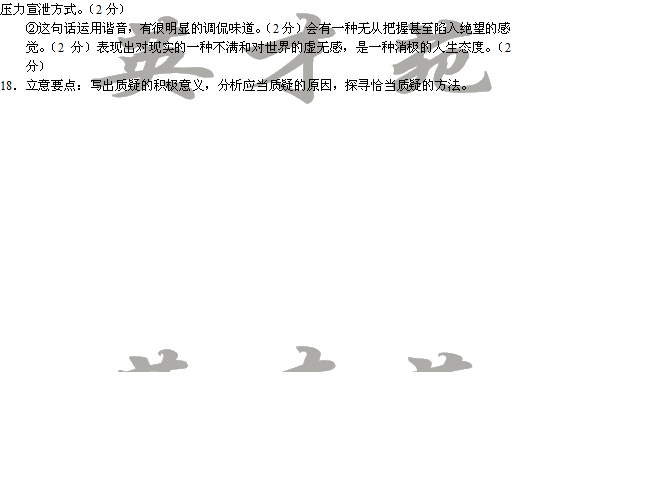 压力宣泄方式。（2 分）
②这句话运用谐音，有很明显的调侃味道。（2 分）会有一种无从把握甚至陷入绝望的感
觉。（2 分）表现出对现实的一种不满和对世界的虚无感，是一种消极的人生态度。（2
分）
18．立意要点：写出质疑的积极意义，分析应当质疑的原因，探寻恰当质疑的方法。
英才苑